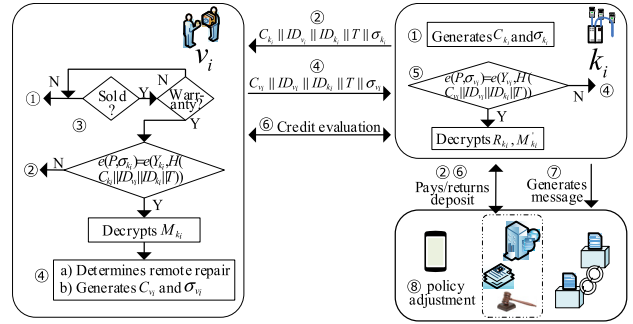 v_i
N
N
①
Sold ?
Y
Warr-anty?
③
Y
②
N
e(P,σ_{k_i})=e(Y_{k_i},H(
C_{k_i}||ID_{v_i}||ID_{k_i}||T))
Y
Decrypts M_{k_i}
④
a) Determines remote repair
b) Generates C_{v_i} and σ_{v_i}
②
C_{k_i} || ID_{v_i} || ID_{k_i} || T || σ_{k_i}
④
C_{v_i} || ID_{v_i} || ID_{k_i} || T || σ_{v_i}
⑥ Credit evaluation
① Generates C_{k_i} and σ_{k_i}
k_i
⑤
e(P,σ_{v_i})=e(Y_{v_i},H(
C_{v_i}||ID_{v_i}||ID_{k_i}||T))
N
④
Y
Decrypts R_{k_i}, M'_{k_i}
② ⑥
Pays/returns
deposit
⑦
Generates
message
⑧ policy
adjustment